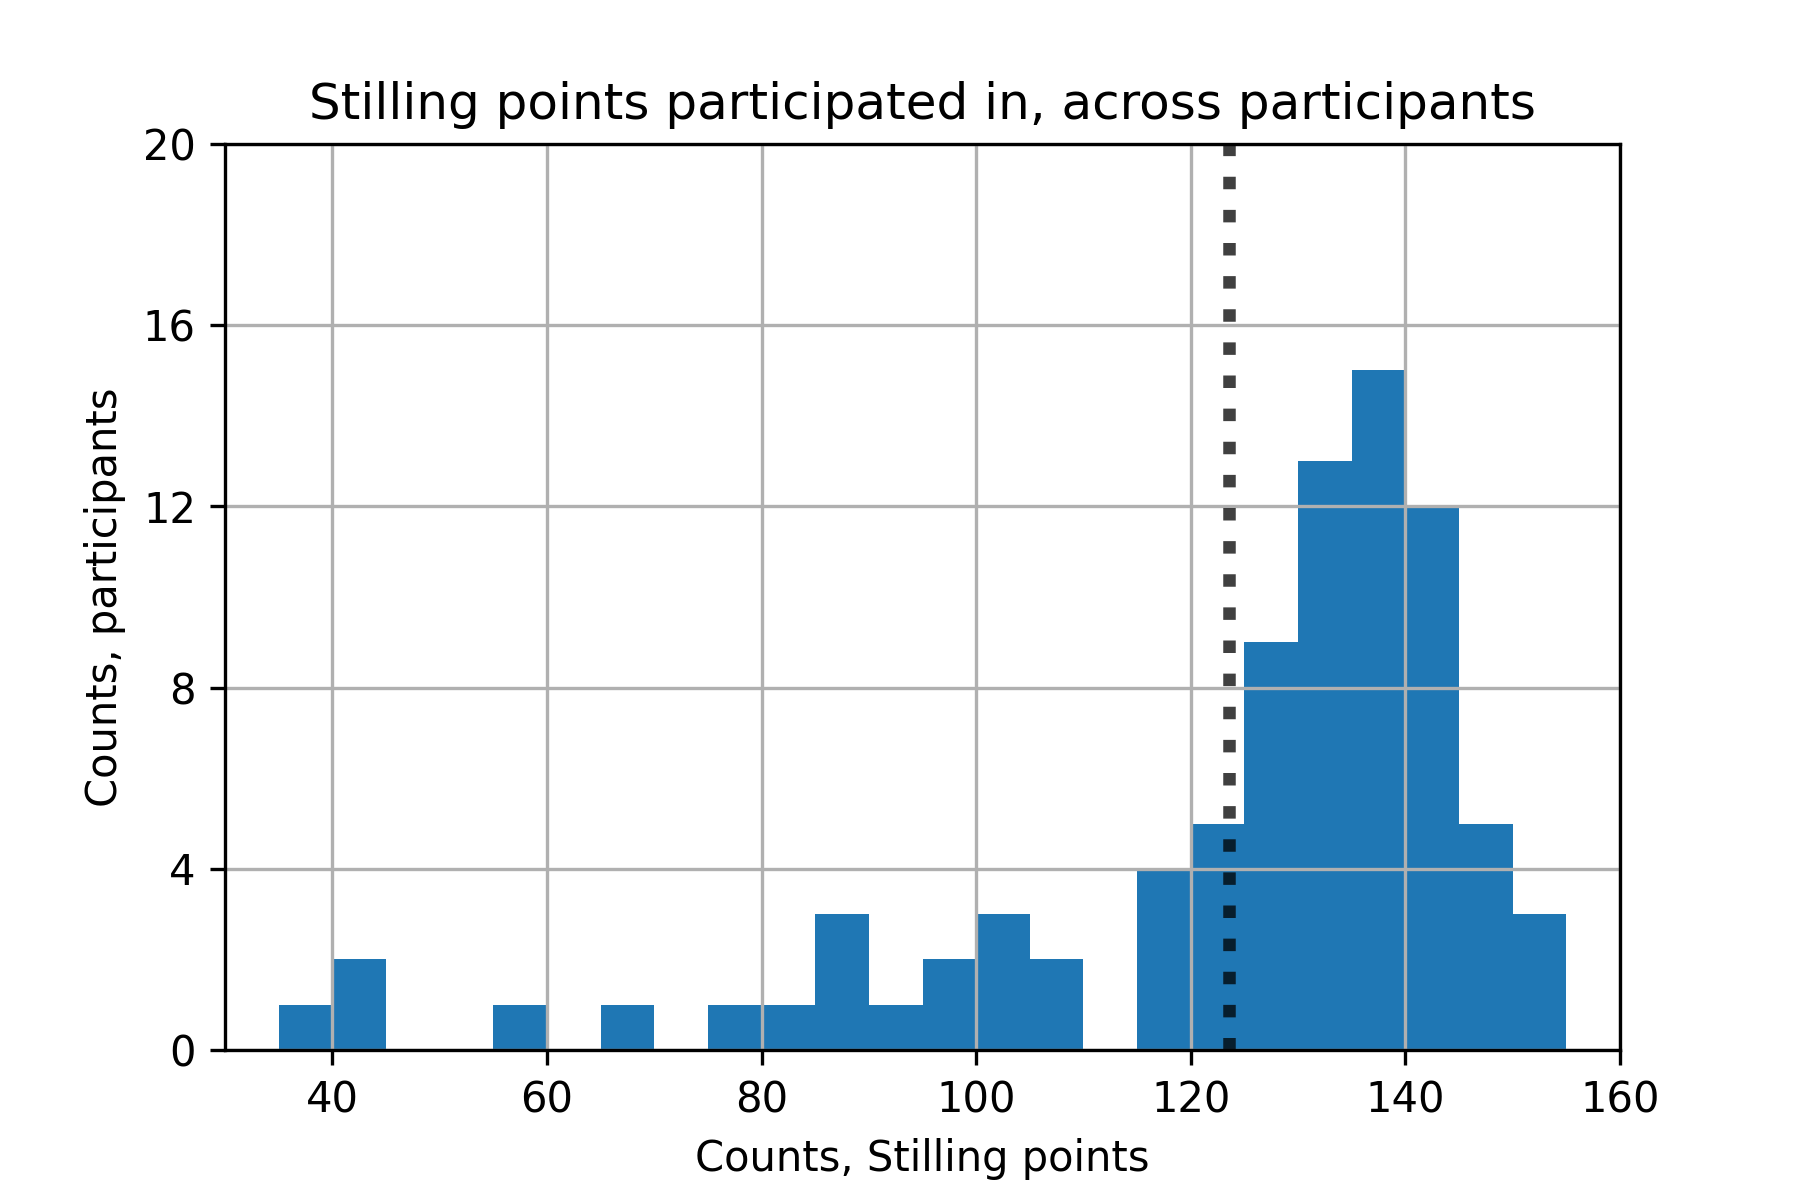 Stilling points participated in, across participants
20
16
12
8
4
0
Counts, participants
40 60 80 100 120 140 160
Counts, Stilling points